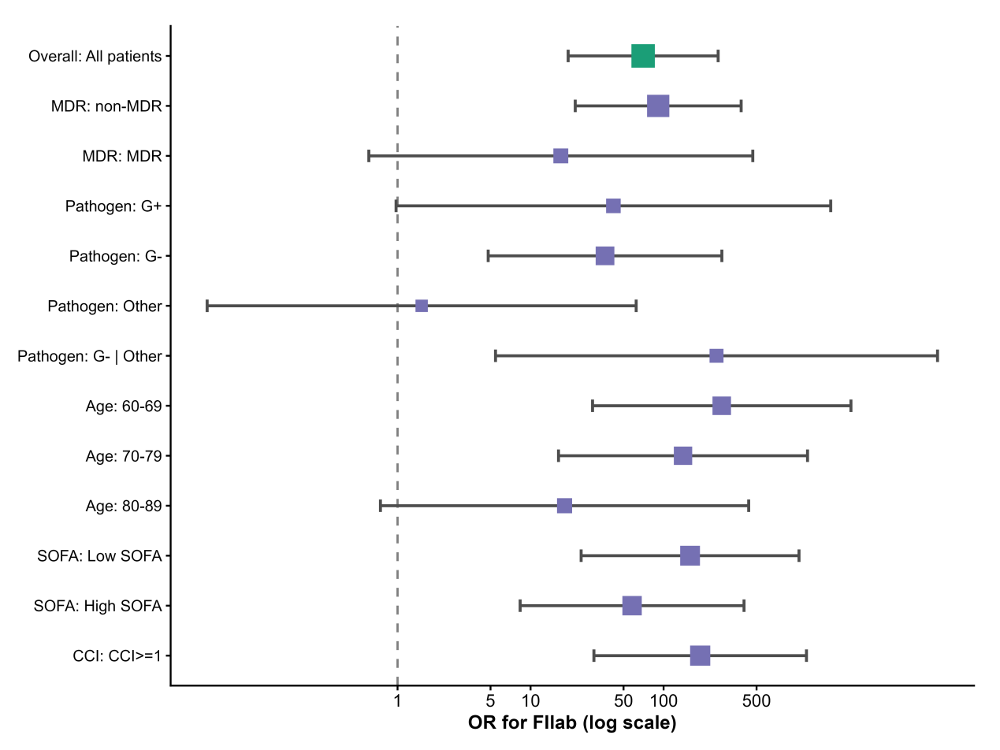 Overall: All patients
MDR: non-MDR
MDR: MDR
Pathogen: G+
Pathogen: G-
Pathogen: Other
Pathogen: G- | Other
Age: 60-69
Age: 70-79
Age: 80-89
SOFA: Low SOFA
SOFA: High SOFA
CCI: CCI>=1
1 5 10 50 100 500
OR for FIlab (log scale)